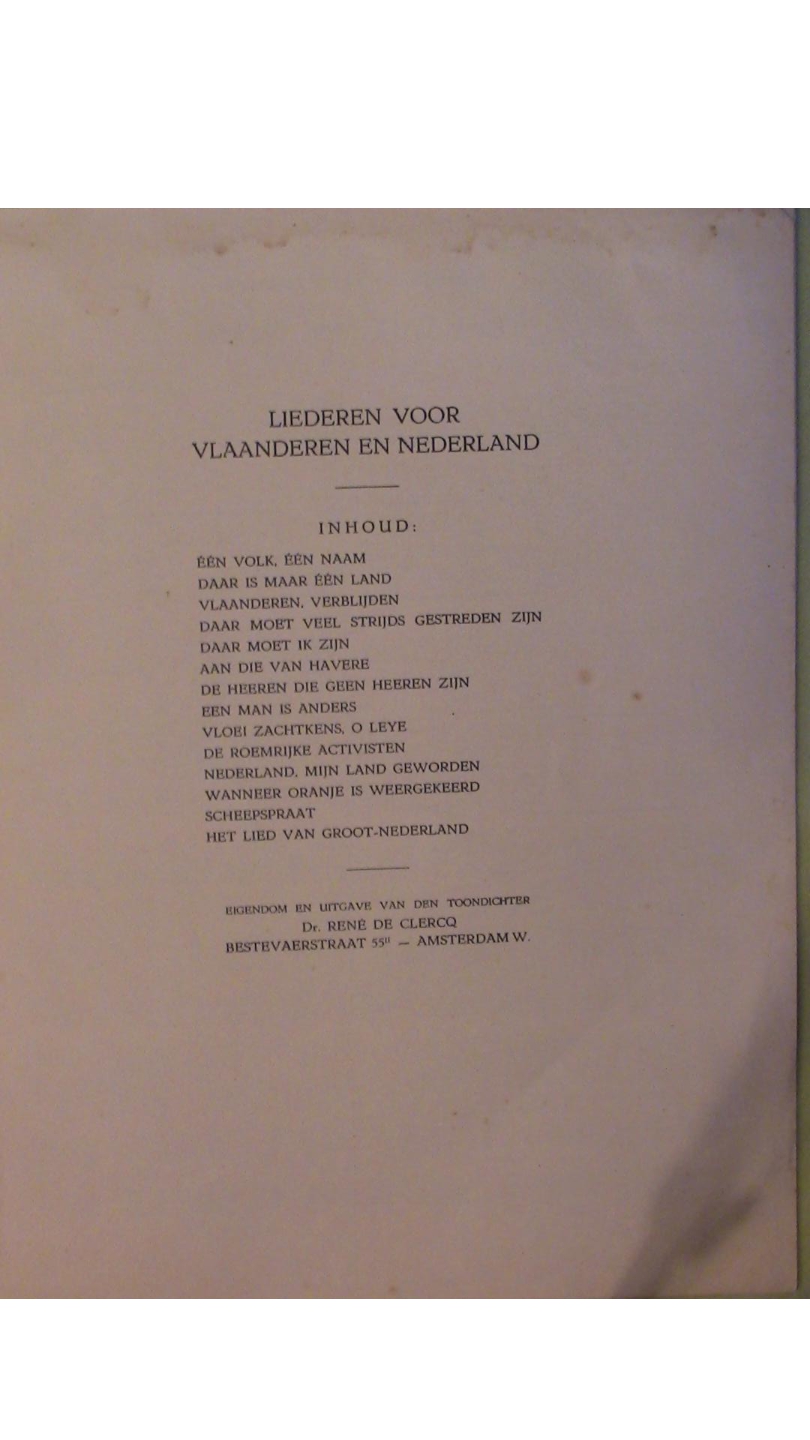 LIEDEREN VOOR
VLAANDEREN EN NEDERLAND
INHOUD:
ÉÉN VOLK, ÉÉN NAAM
DAAR IS MAAR ÉÉN LAND
VLAANDEREN, VERBLIJDEN
DAAR MOET VEEL STRIJDS GESTREDEN ZIJN
DAAR MOET IK ZIJN
AAN DIE VAN HAVERE
DE HEEREN DIE GEEN HEEREN ZIJN
EEN MAN IS ANDERS
VLOEI ZACHTKENS, O LEYE
DE ROEMRIJKE ACTIVISTEN
NEDERLAND, MIJN LAND GEWORDEN
WANNEER ORANJE IS WEERGEKEERD
SCHEEPSPRAAT
HET LIED VAN GROOT-NEDERLAND
EIGENDOM EN UITGAVE VAN DEN TOONDICHTER
Dr. RENÉ DE CLERCQ
BESTEVAERSTRAAT 55II — AMSTERDAM W.